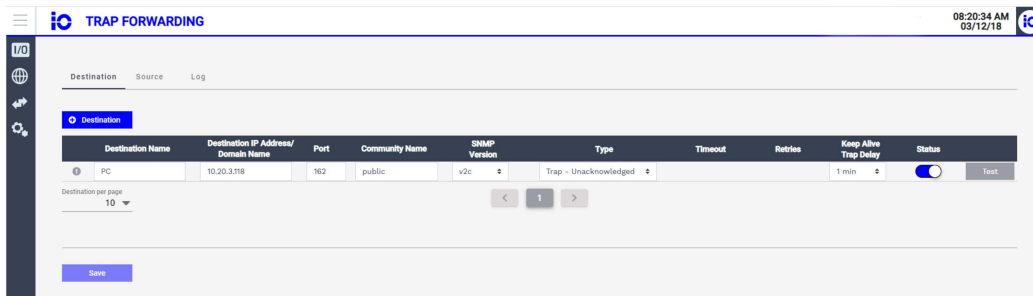 iO TRAP FORWARDING
08:20:34 AM
03/12/18
iO
I/O
Destination Source Log
Destination
Destination Name Destination IP Address/ Domain Name Port Community Name SNMP Version Type Timeout Retries Keep Alive Trap Delay Status
PC 10.20.3.118 162 public v2c Trap - Unacknowledged 1 min Test
Destination per page
10
< 1 >
Save